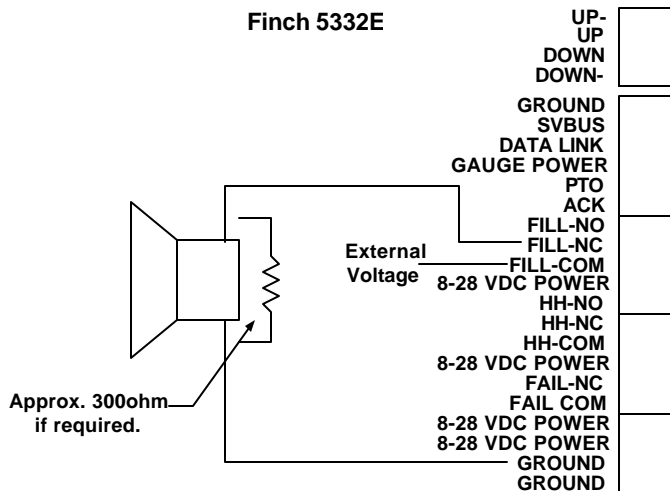 Finch 5332E
UP-
UP
DOWN
DOWN-
GROUND
SVBUS
DATA LINK
GAUGE POWER
PTO
ACK
FILL-NO
FILL-NC
External
Voltage
FILL-COM
8-28 VDC POWER
HH-NO
HH-NC
HH-COM
8-28 VDC POWER
FAIL-NC
FAIL COM
8-28 VDC POWER
8-28 VDC POWER
GROUND
GROUND
Approx. 300ohm
if required.